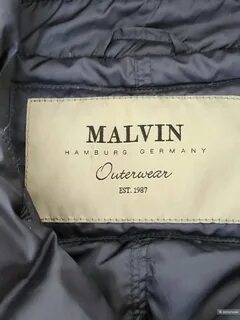 MALVIN
HAMBURG GERMANY
Outerwear
EST. 1987